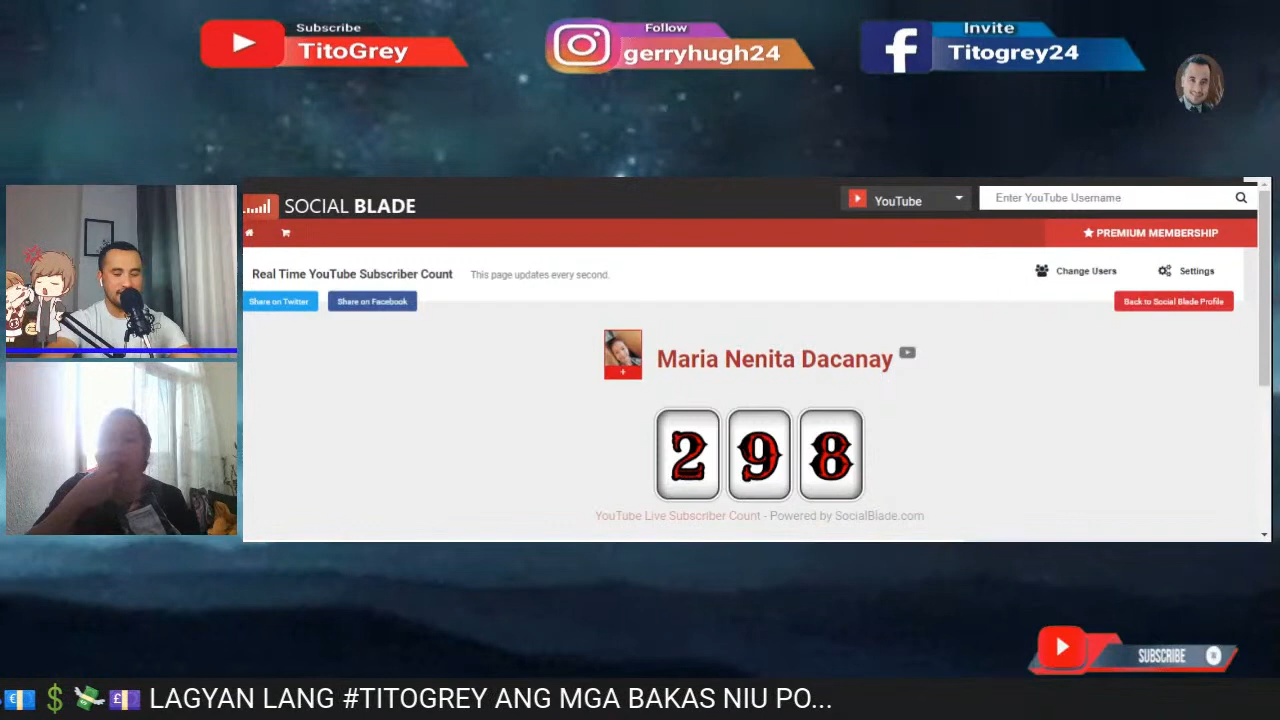 Subscribe
TitoGrey
Follow
gerryhugh24
Invite
Titogrey24
SOCIAL BLADE
YouTube
Enter YouTube Username
PREMIUM MEMBERSHIP
Real Time YouTube Subscriber Count
This page updates every second.
Change Users
Settings
Share on Twitter
Share on Facebook
Back to Social Blade Profile
+
Maria Nenita Dacanay
298
YouTube Live Subscriber Count - Powered by SocialBlade.com
SUBSCRIBE
LAGYAN LANG #TITOGREY ANG MGA BAKAS NIU PO...